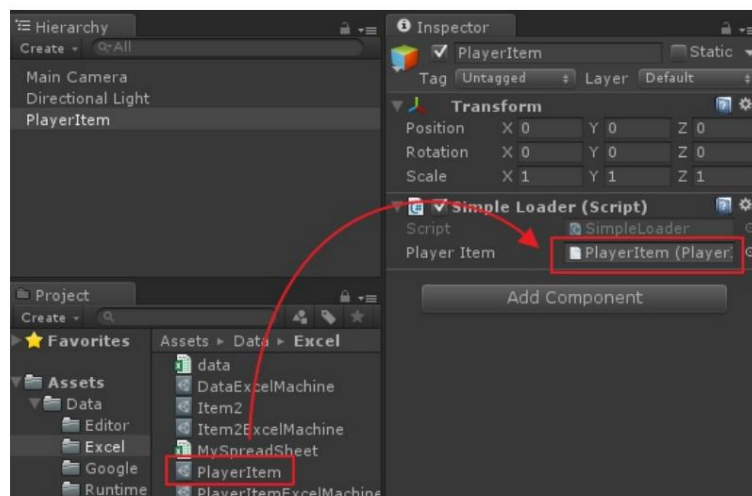 Hierarchy
Create
All
Main Camera
Directional Light
PlayerItem
Inspector
PlayerItem
Static
Tag Untagged Layer Default
Transform
Position X 0 Y 0 Z 0
Rotation X 0 Y 0 Z 0
Scale X 1 Y 1 Z 1
Simple Loader (Script)
Script SimpleLoader
Player Item PlayerItem (Player
Add Component
Project
Create
Favorites
Assets
Data
Editor
Excel
Google
Runtime
Assets Data Excel
data
DataExcelMachine
Item2
Item2ExcelMachine
MySpreadSheet
PlayerItem
PlayerItemExcelMachine